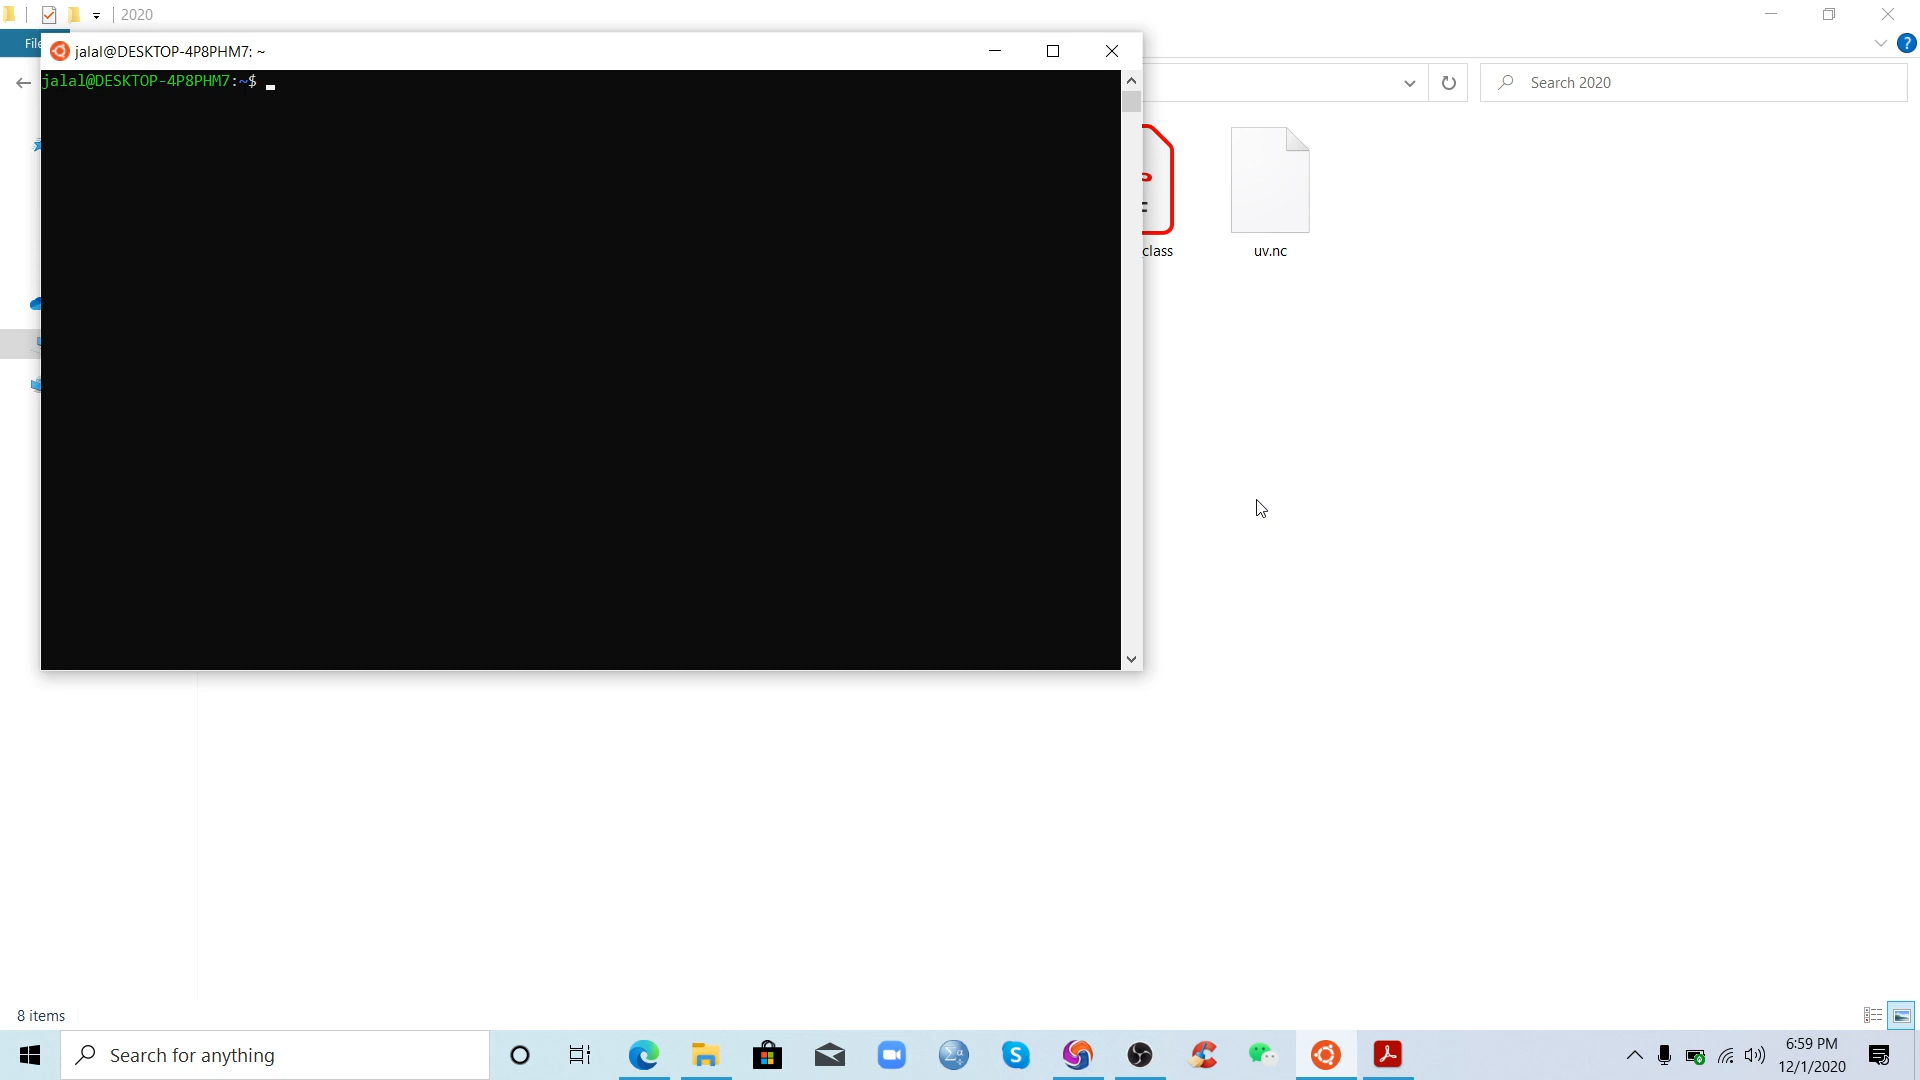 2020
File
jalal@DESKTOP-4P8PHM7: ~
jalal@DESKTOP-4P8PHM7:~$
Search 2020
class
uv.nc
8 items
Search for anything
6:59 PM
12/1/2020